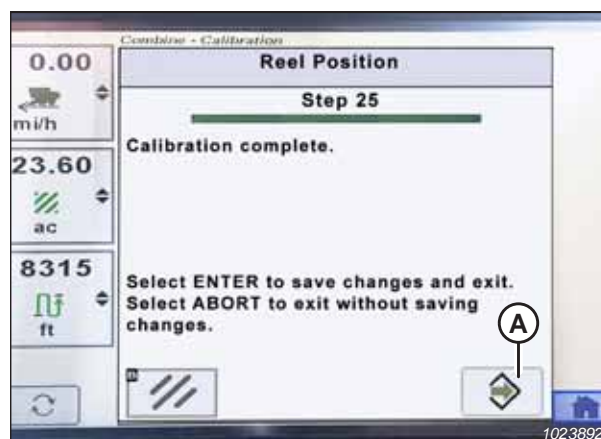 Combine - Calibration
0.00
mi/h
23.60
ac
8315
ft
Reel Position
Step 25
Calibration complete.
Select ENTER to save changes and exit.
Select ABORT to exit without saving
changes.
A
1023892